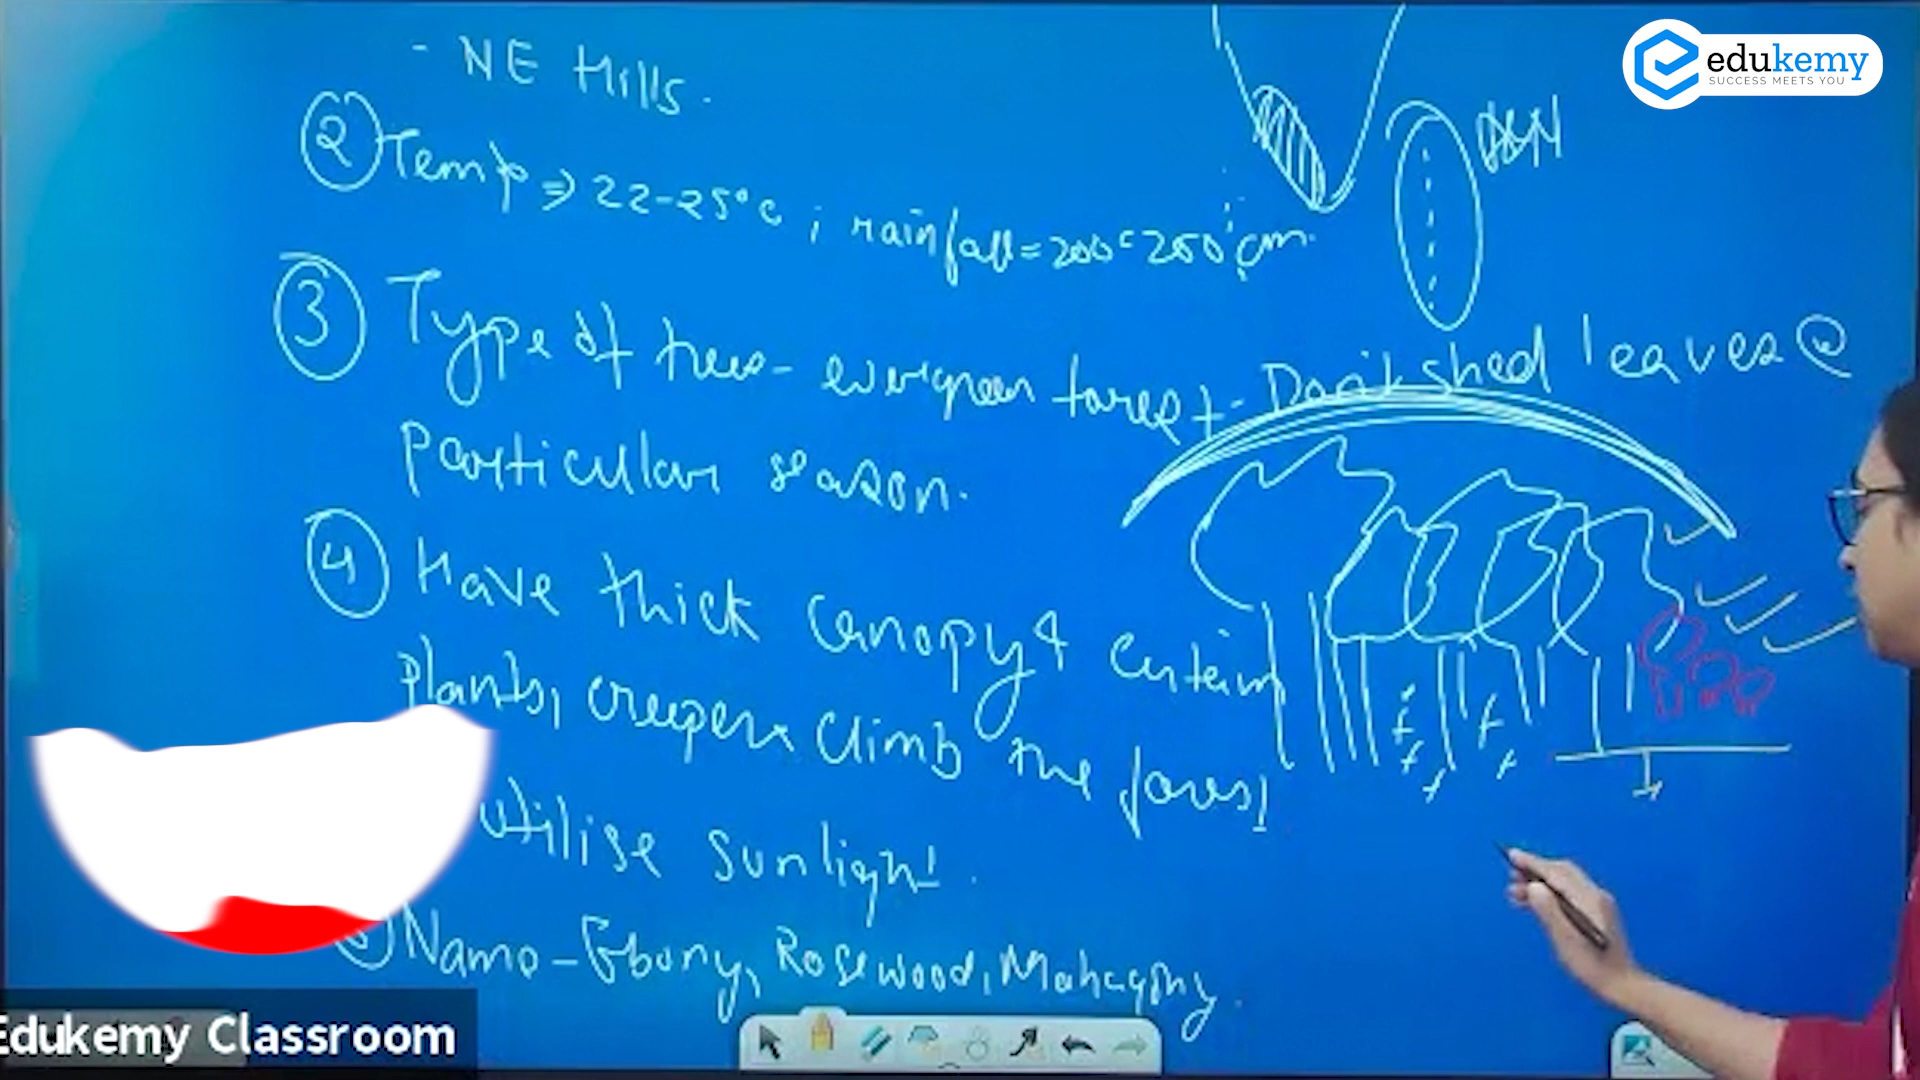 edukemy
SUCCESS MEETS YOU
- NE Hills.
② Temp ⇒ 22-25°C ; rainfall = 200-250 cm.
③ Type of trees - evergreen forest - Don't shed leaves @
particular season.
④ Have thick canopy & certain
plants, creepers climb the forest
utilise sunlight.
Name - Ebony, Rosewood, Mahagony.
Edukemy Classroom